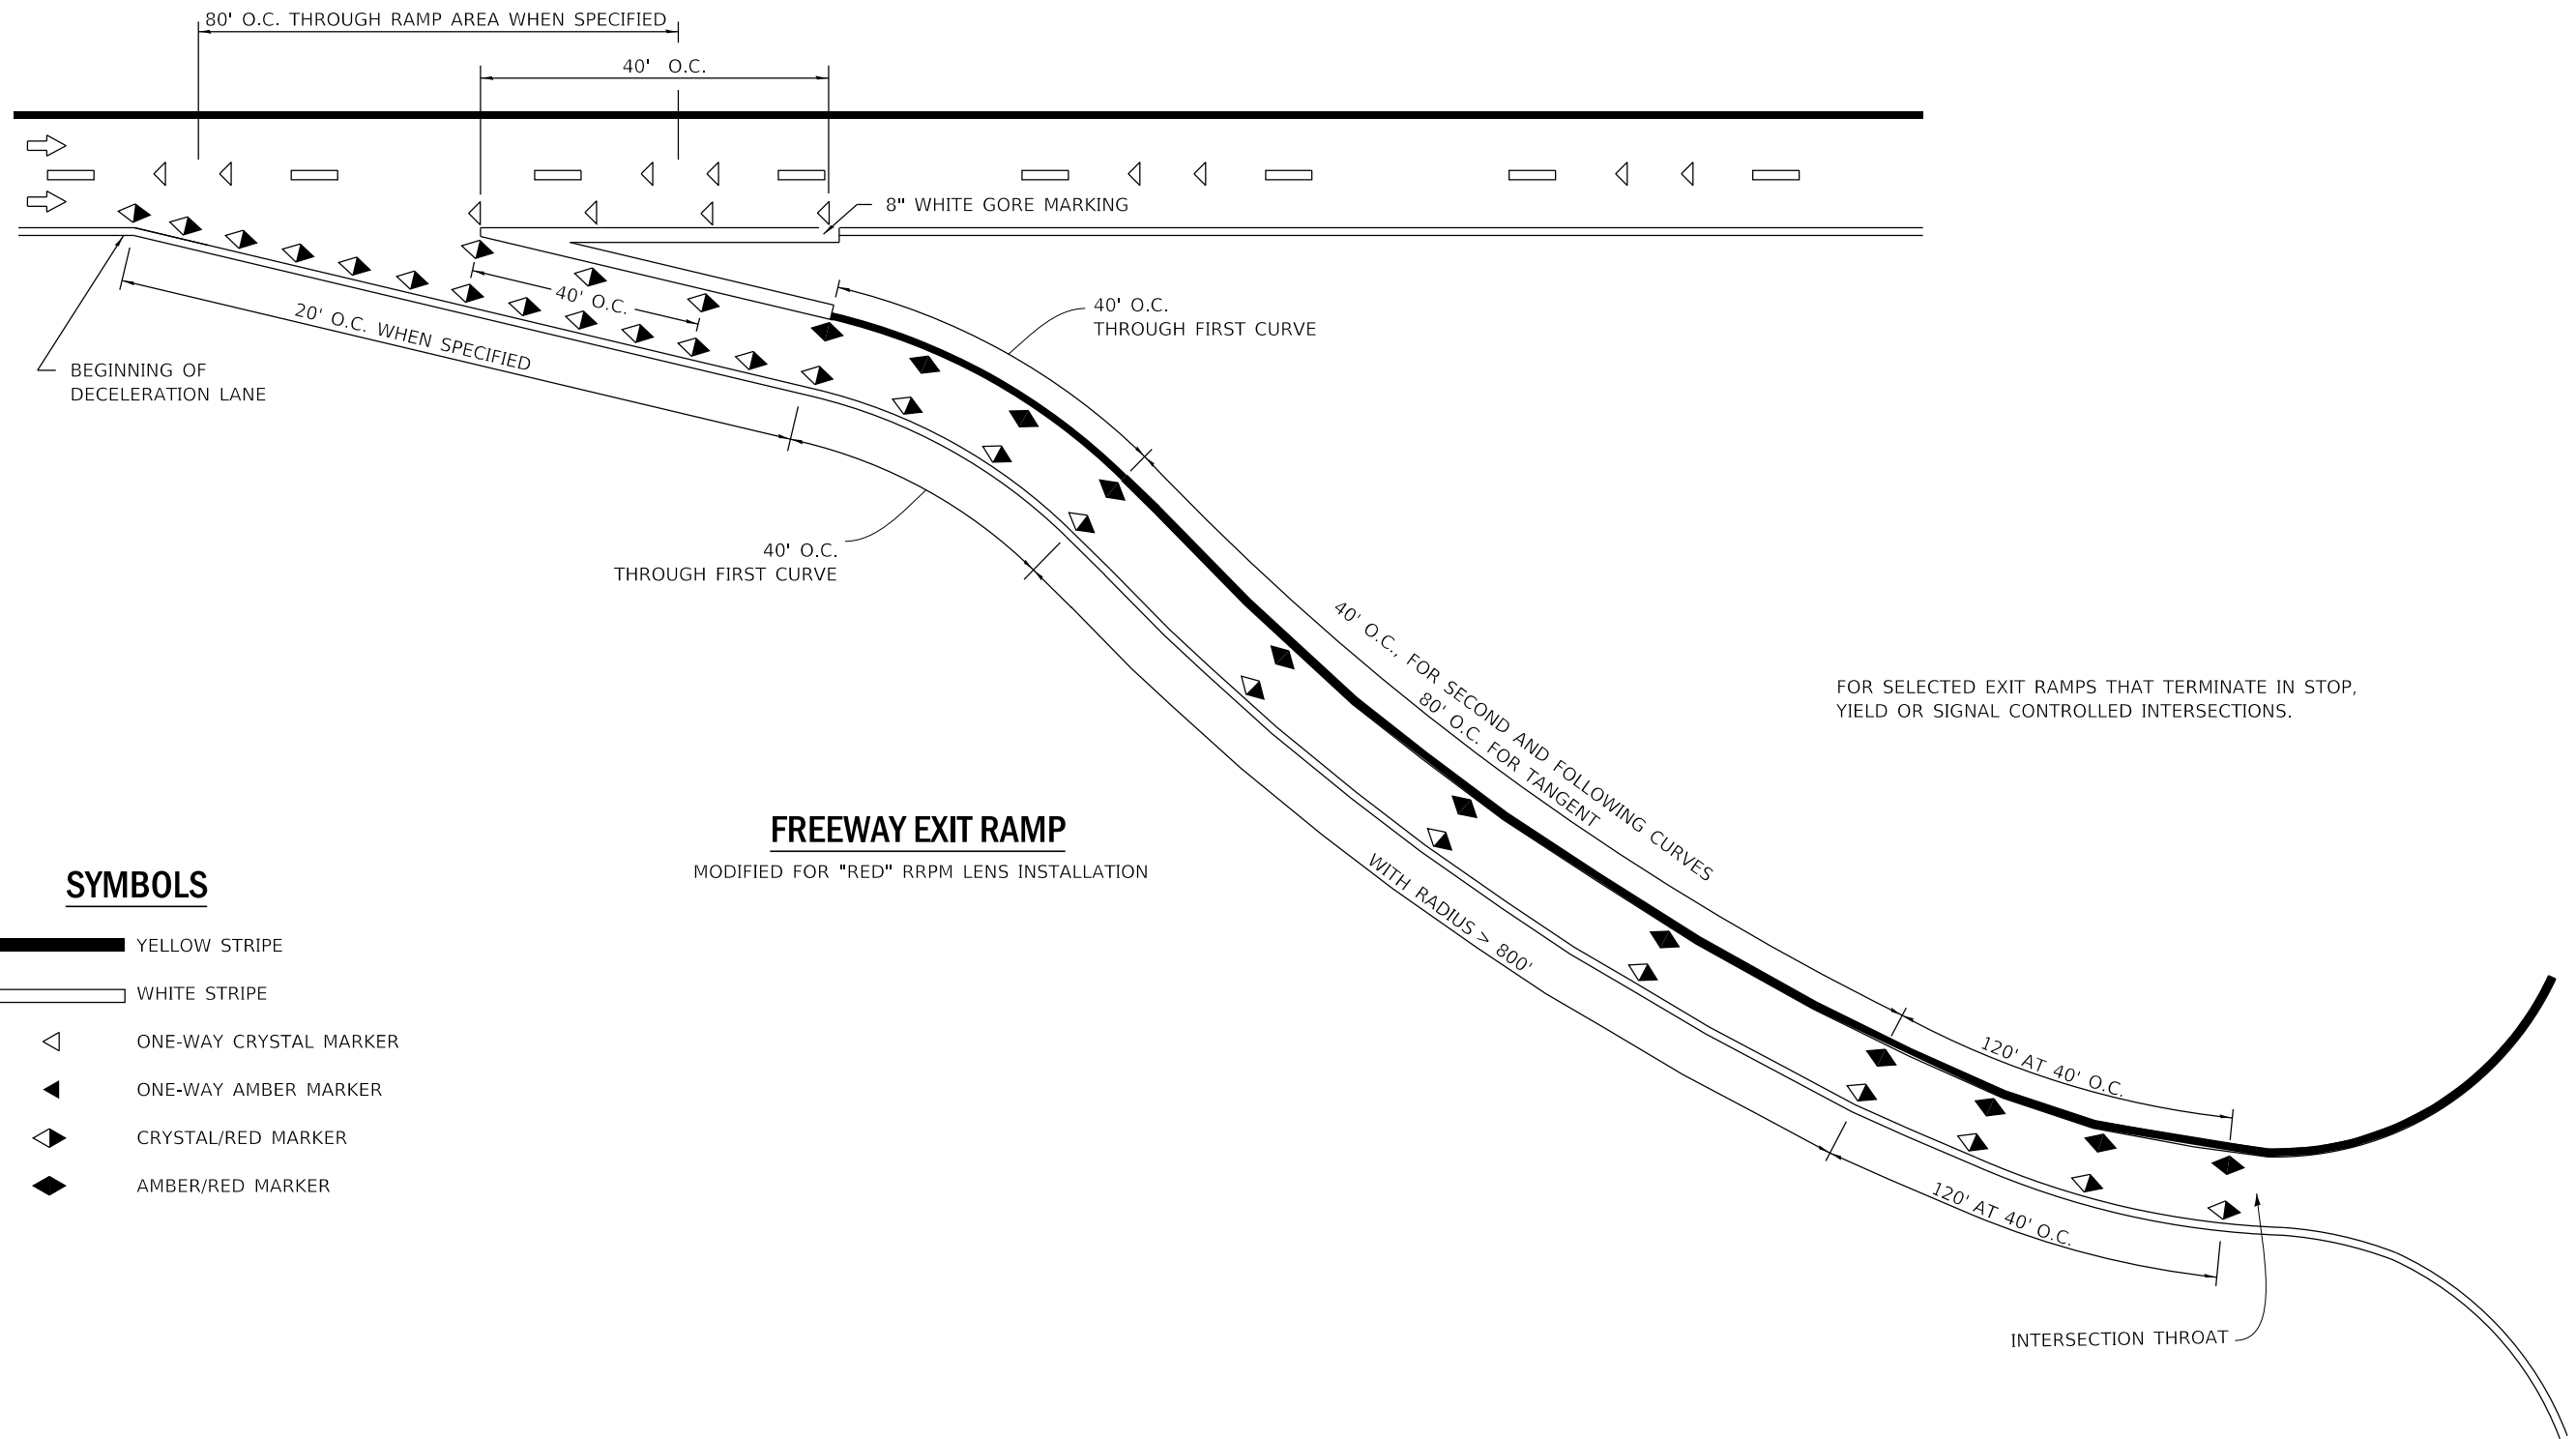 80' O.C. THROUGH RAMP AREA WHEN SPECIFIED
40' O.C.
8" WHITE GORE MARKING
40' O.C.
20' O.C. WHEN SPECIFIED
40' O.C.
THROUGH FIRST CURVE
BEGINNING OF
DECELERATION LANE
40' O.C.
THROUGH FIRST CURVE
40' O.C., FOR SECOND AND FOLLOWING CURVES
80' O.C. FOR TANGENT
WITH RADIUS > 800'
FOR SELECTED EXIT RAMPS THAT TERMINATE IN STOP,
YIELD OR SIGNAL CONTROLLED INTERSECTIONS.
FREEWAY EXIT RAMP
MODIFIED FOR "RED" RRPM LENS INSTALLATION
SYMBOLS
YELLOW STRIPE
WHITE STRIPE
ONE-WAY CRYSTAL MARKER
ONE-WAY AMBER MARKER
CRYSTAL/RED MARKER
AMBER/RED MARKER
120' AT 40' O.C.
120' AT 40' O.C.
INTERSECTION THROAT